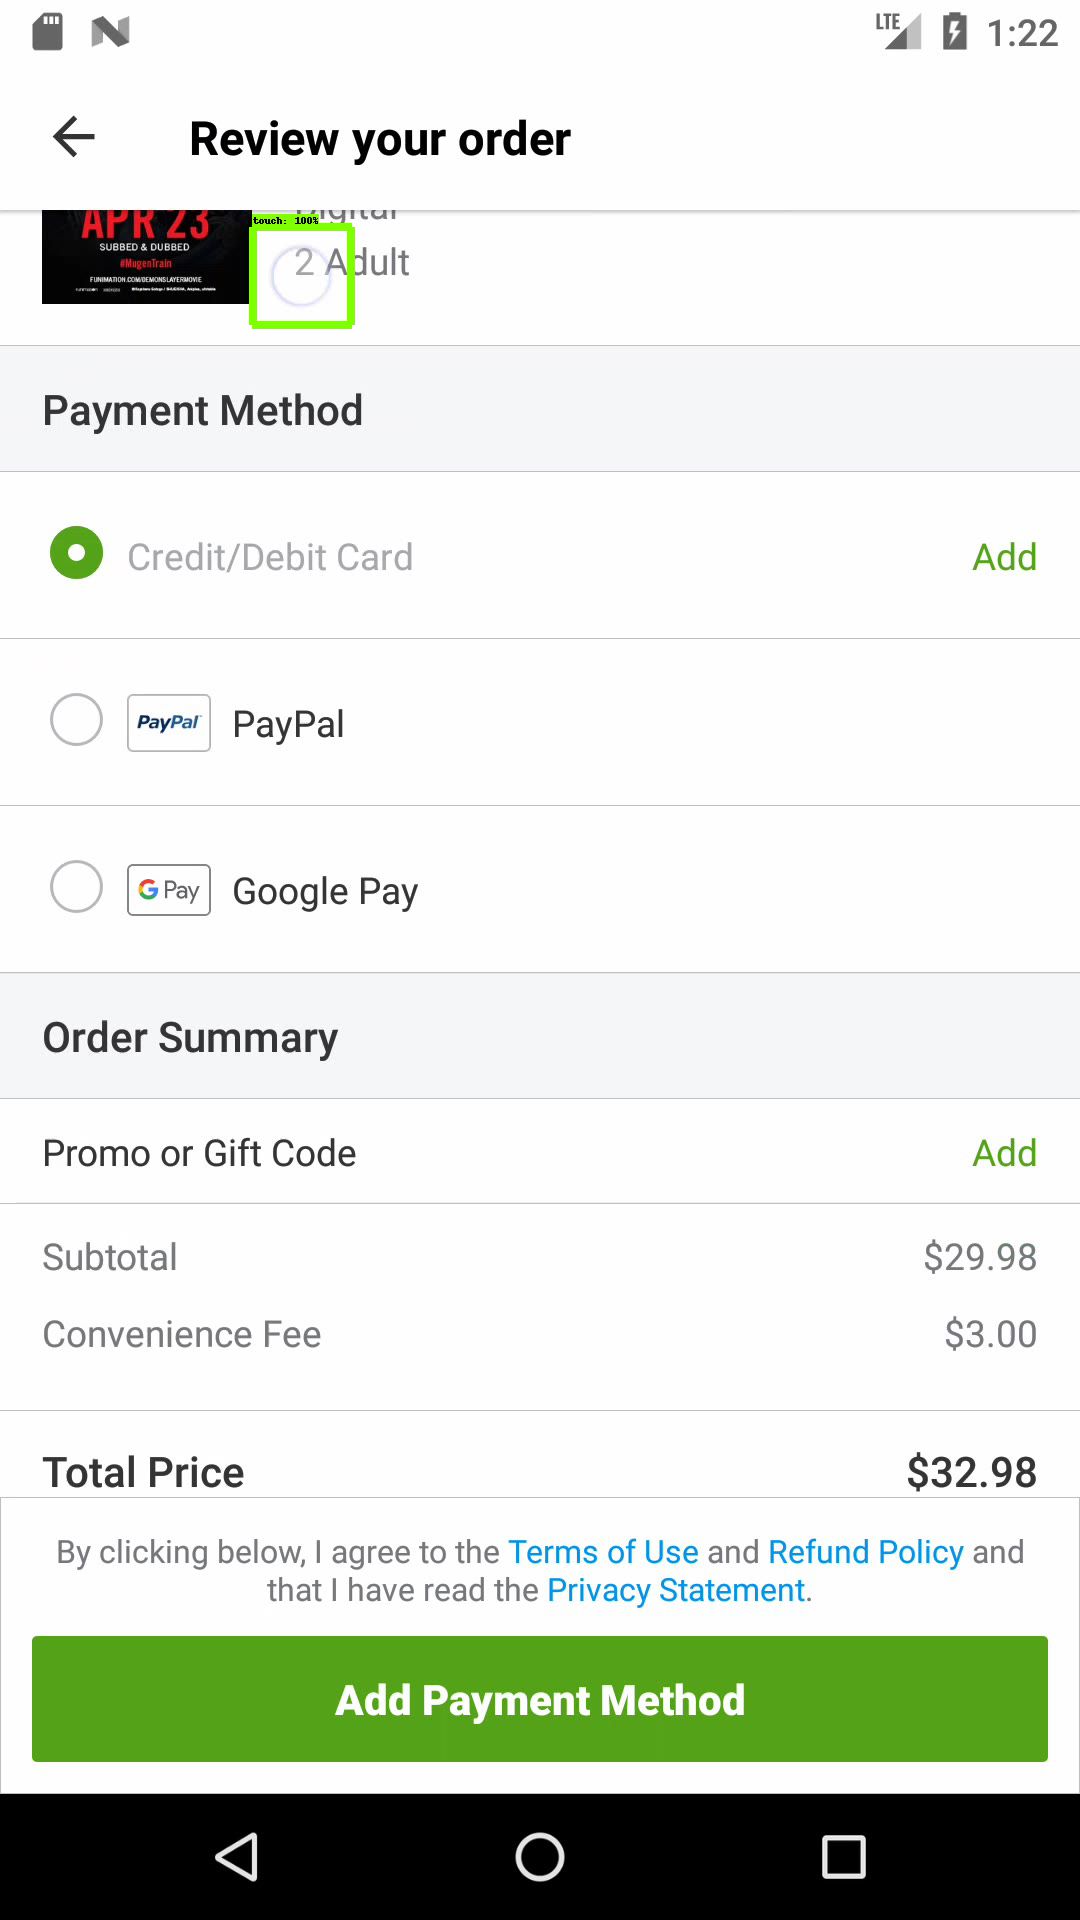 LTE 1:22
Review your order
APR 23
SUBBED & DUBBED
#MugenTrain
FUNIMATION.COM/DEMONSLAYERMOVIE
touch: 100%
Digital
2 Adult
Payment Method
Credit/Debit Card Add
PayPal PayPal
G Pay Google Pay
Order Summary
Promo or Gift Code Add
Subtotal $29.98
Convenience Fee $3.00
Total Price $32.98
By clicking below, I agree to the Terms of Use and Refund Policy and
that I have read the Privacy Statement.
Add Payment Method